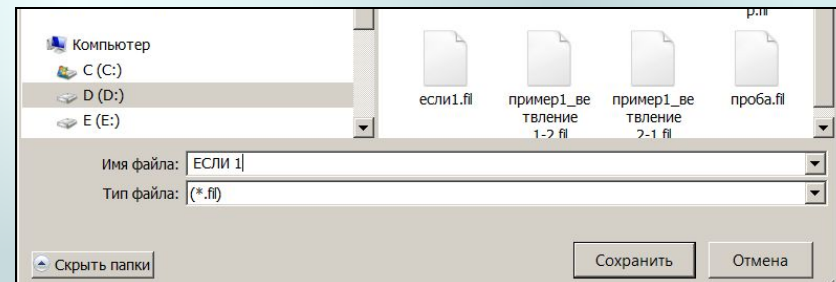 p.fil
Компьютер
C (C:)
D (D:)
E (E:)
если1.fil
пример1_ве
твление
1-2.fil
пример1_ве
твление
2-1.fil
проба.fil
Имя файла: ЕСЛИ 1
Тип файла: (*.fil)
Скрыть папки
Сохранить
Отмена